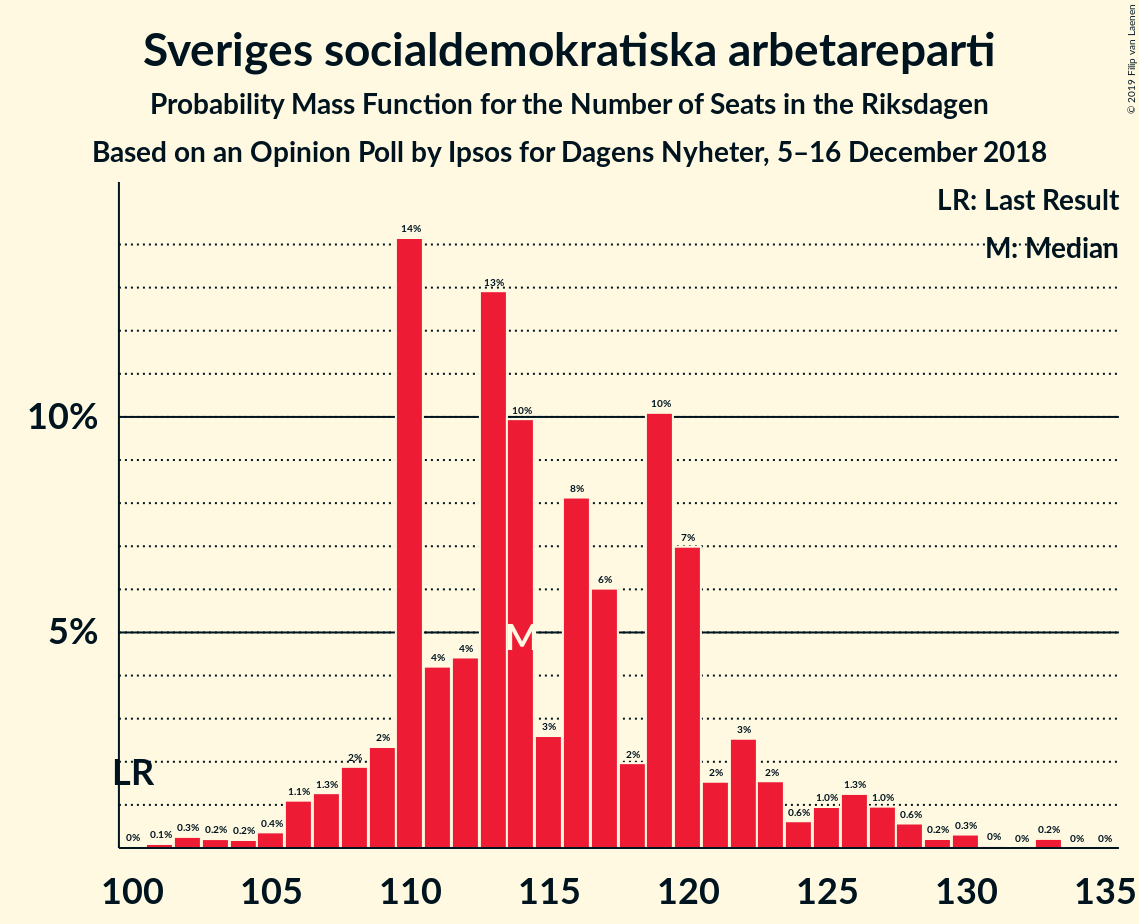 Sveriges socialdemokratiska arbetareparti
Probability Mass Function for the Number of Seats in the Riksdagen
Based on an Opinion Poll by Ipsos for Dagens Nyheter, 5–16 December 2018
© 2019 Filip van Laenen
LR: Last Result
M: Median
10%
5%
LR
M
0% 0.1% 0.3% 0.2% 0.2% 0.4% 1.1% 1.3% 2% 2% 14% 4% 4% 13% 10% 3% 8% 6% 2% 10% 7% 2% 3% 2% 0.6% 1.0% 1.3% 1.0% 0.6% 0.2% 0.3% 0% 0% 0.2% 0% 0%
100 105 110 115 120 125 130 135